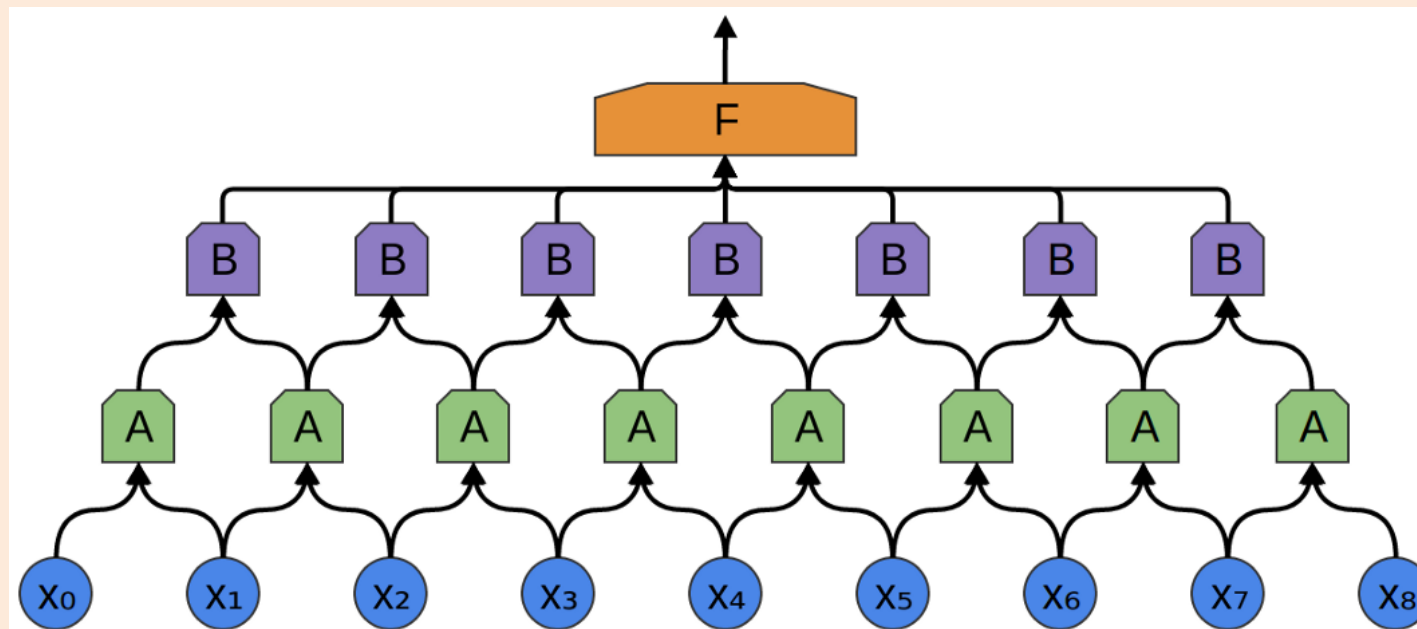 F
B B B B B B B
A A A A A A A A
x₀ x₁ x₂ x₃ x₄ x₅ x₆ x₇ x₈